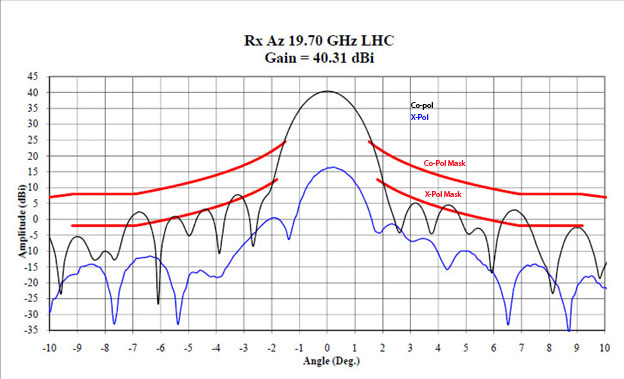 Rx Az 19.70 GHz LHC
Gain = 40.31 dBi
45
40
35
30
25
20
15
10
5
0
-5
-10
-15
-20
-25
-30
-35
Amplitude (dBi)
Co-pol
X-Pol
Co-Pol Mask
X-Pol Mask
-10 -9 -8 -7 -6 -5 -4 -3 -2 -1 0 1 2 3 4 5 6 7 8 9 10
Angle (Deg.)